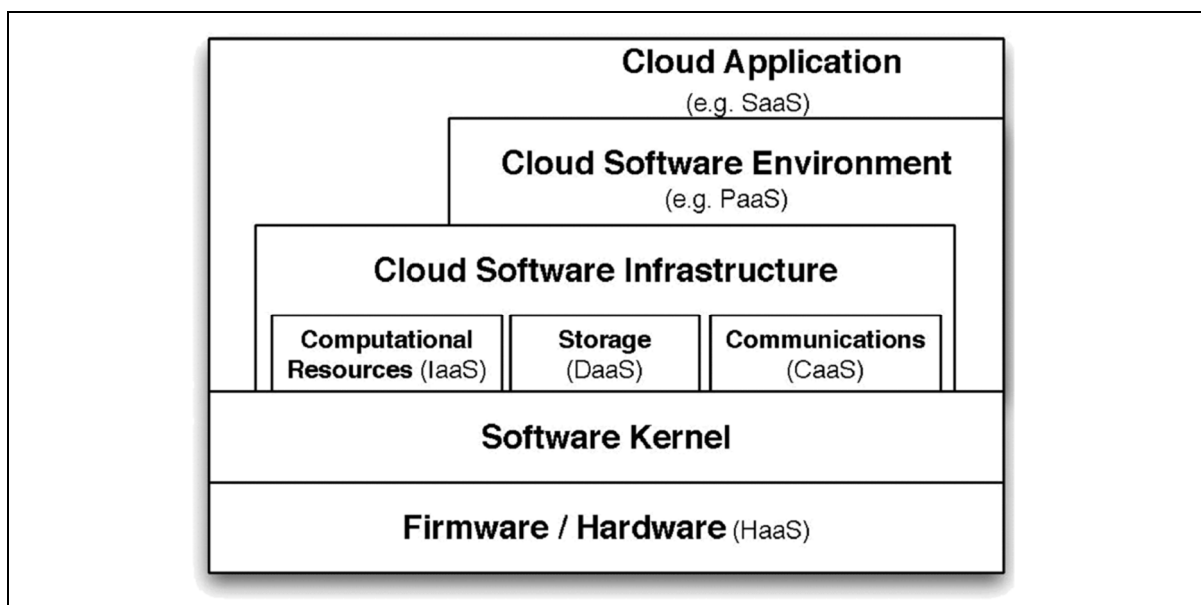 Cloud Application
(e.g. SaaS)
Cloud Software Environment
(e.g. PaaS)
Cloud Software Infrastructure
Computational
Resources (IaaS)
Storage
(DaaS)
Communications
(CaaS)
Software Kernel
Firmware / Hardware (HaaS)